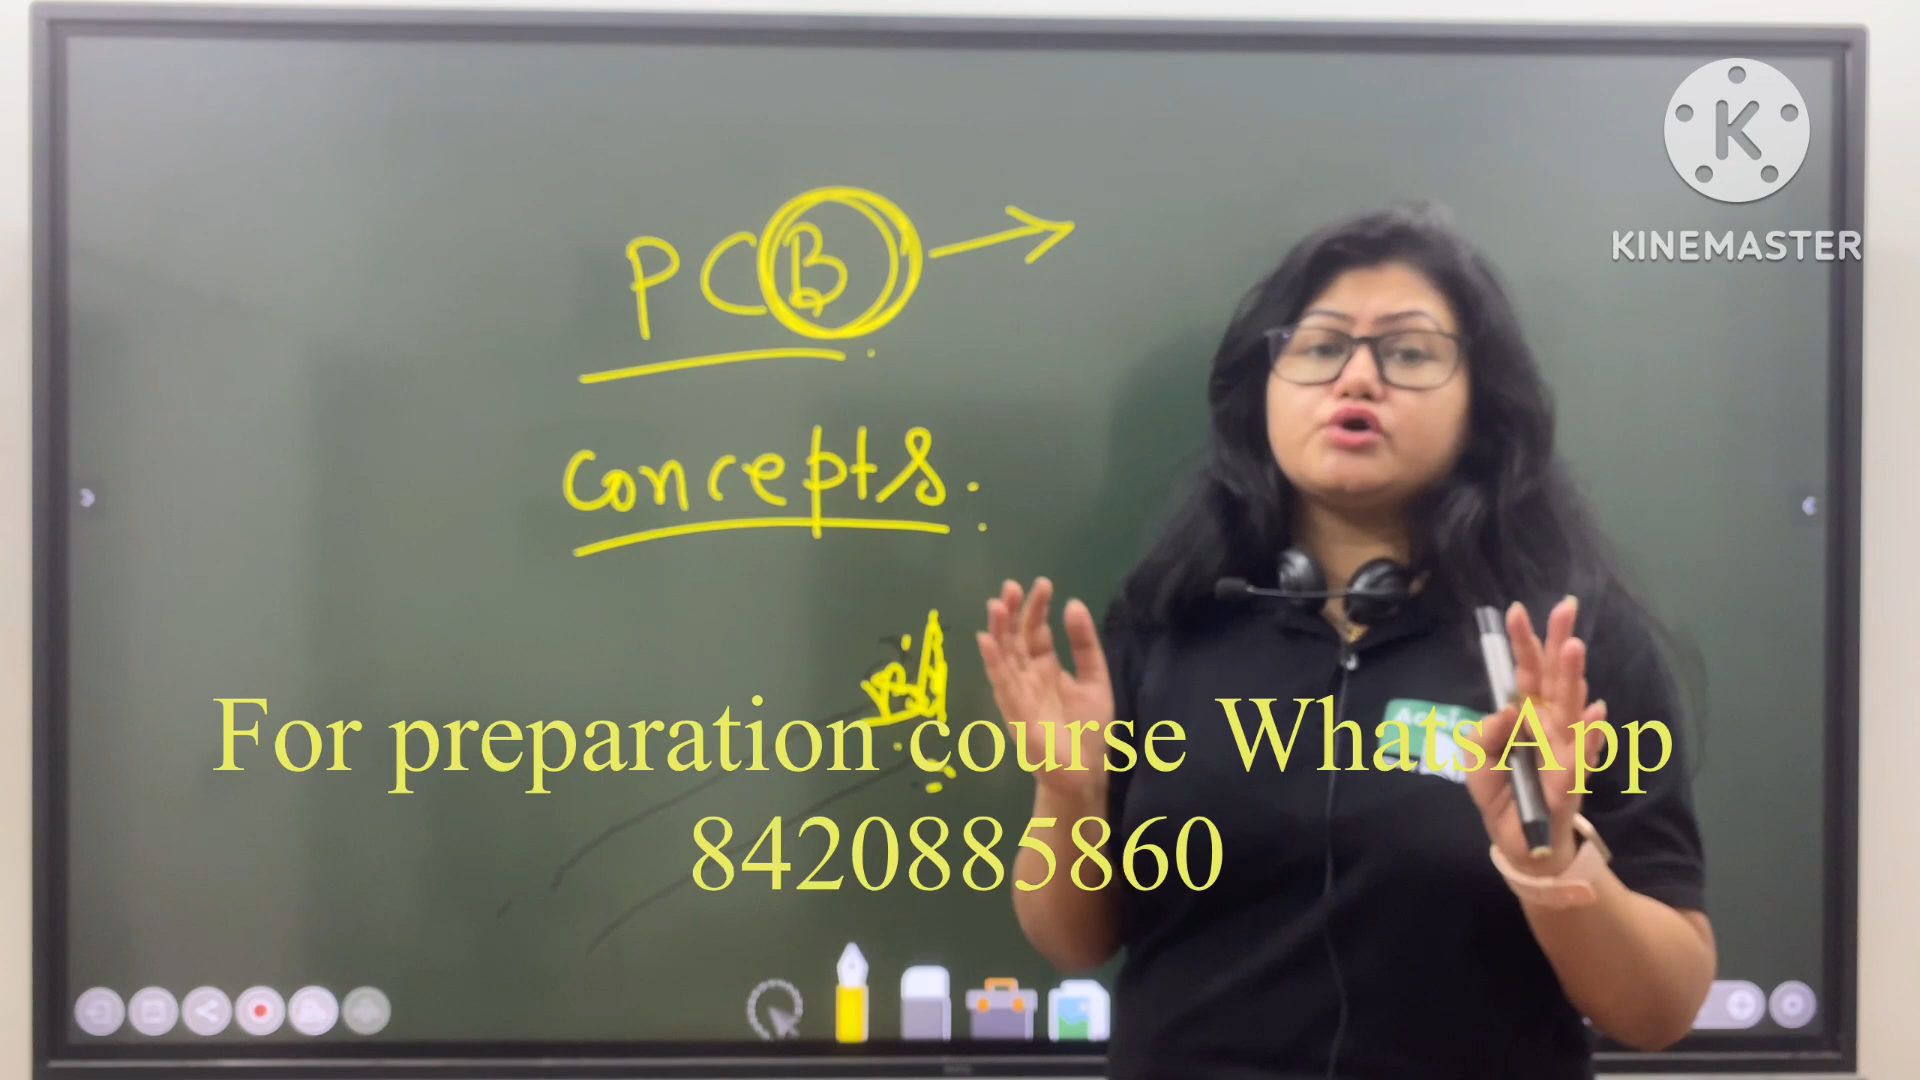 KINEMASTER
PCB
Concepts
For preparation course WhatsApp
8420885860